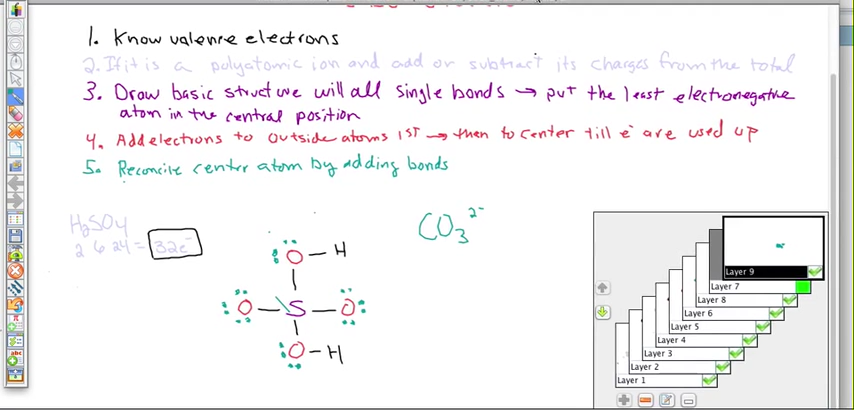 1. Know valence electrons
2. If it is a polyatomic ion and add or subtract its charges from the total
3. Draw basic structure will all single bonds → put the least electronegative
atom in the central position
4. Add electrons to outside atoms 1st → then to center till e⁻ are used up
5. Reconcile center atom by adding bonds
H₂SO₄
2 6 24 = 32e⁻
CO₃²⁻
O — H
O — S — O
O — H
Layer 9
Layer 7
Layer 8
Layer 6
Layer 5
Layer 4
Layer 3
Layer 2
Layer 1